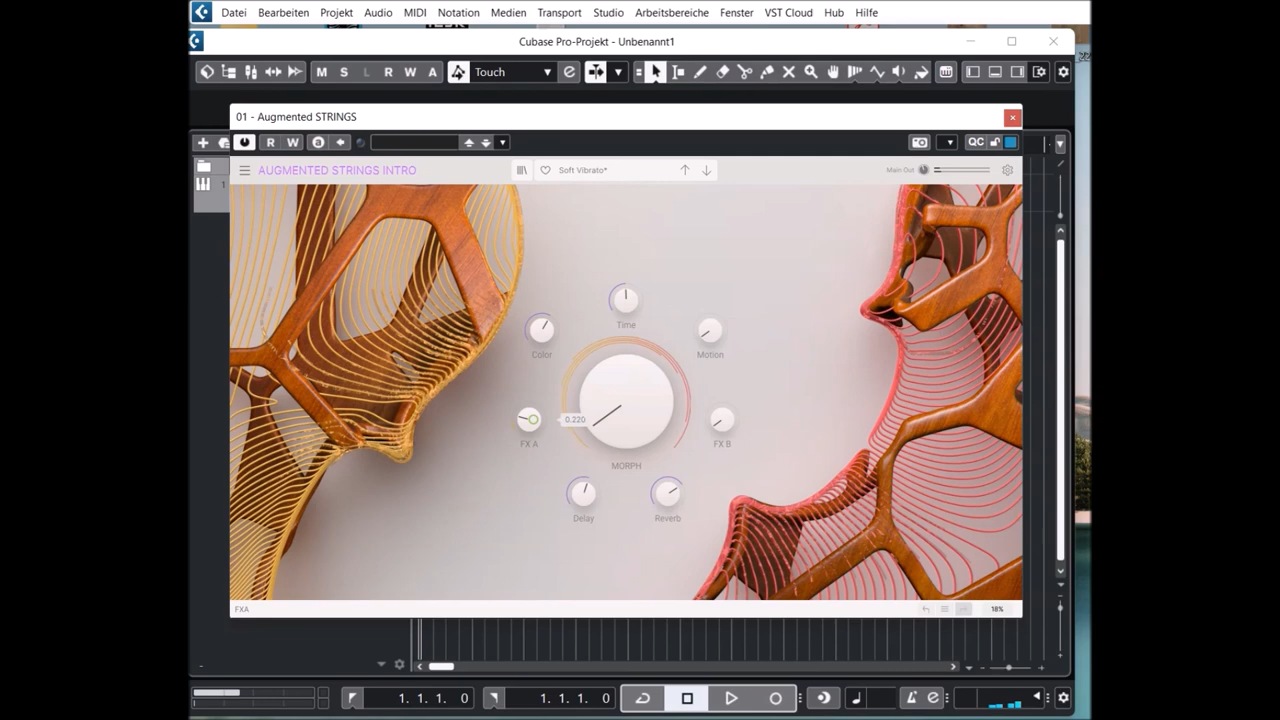 Datei Bearbeiten Projekt Audio MIDI Notation Medien Transport Studio Arbeitsbereiche Fenster VST Cloud Hub Hilfe
Cubase Pro-Projekt - Unbenannt1
M S L R W A Touch
01 - Augmented STRINGS
R W QC
AUGMENTED STRINGS INTRO Soft Vibrato* Main Out
1
Time
Color Motion
0.220
FX A FX B
MORPH
Delay Reverb
FXA 18%
1. 1. 1. 0 1. 1. 1. 0